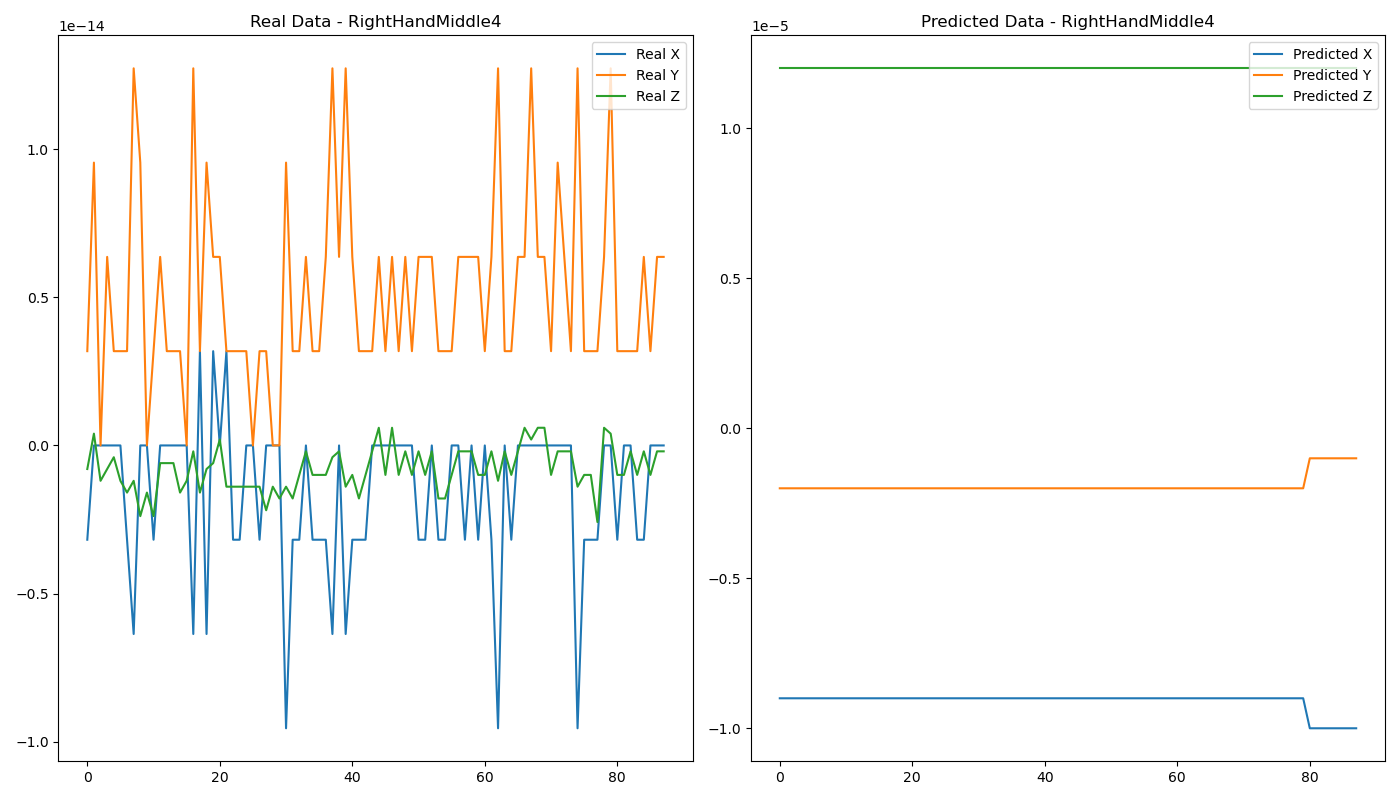 Real Data - RightHandMiddle4
1e−14
Real X
Real Y
Real Z
1.0
0.5
0.0
−0.5
−1.0
0 20 40 60 80
Predicted Data - RightHandMiddle4
1e−5
Predicted X
Predicted Y
Predicted Z
1.0
0.5
0.0
−0.5
−1.0
0 20 40 60 80